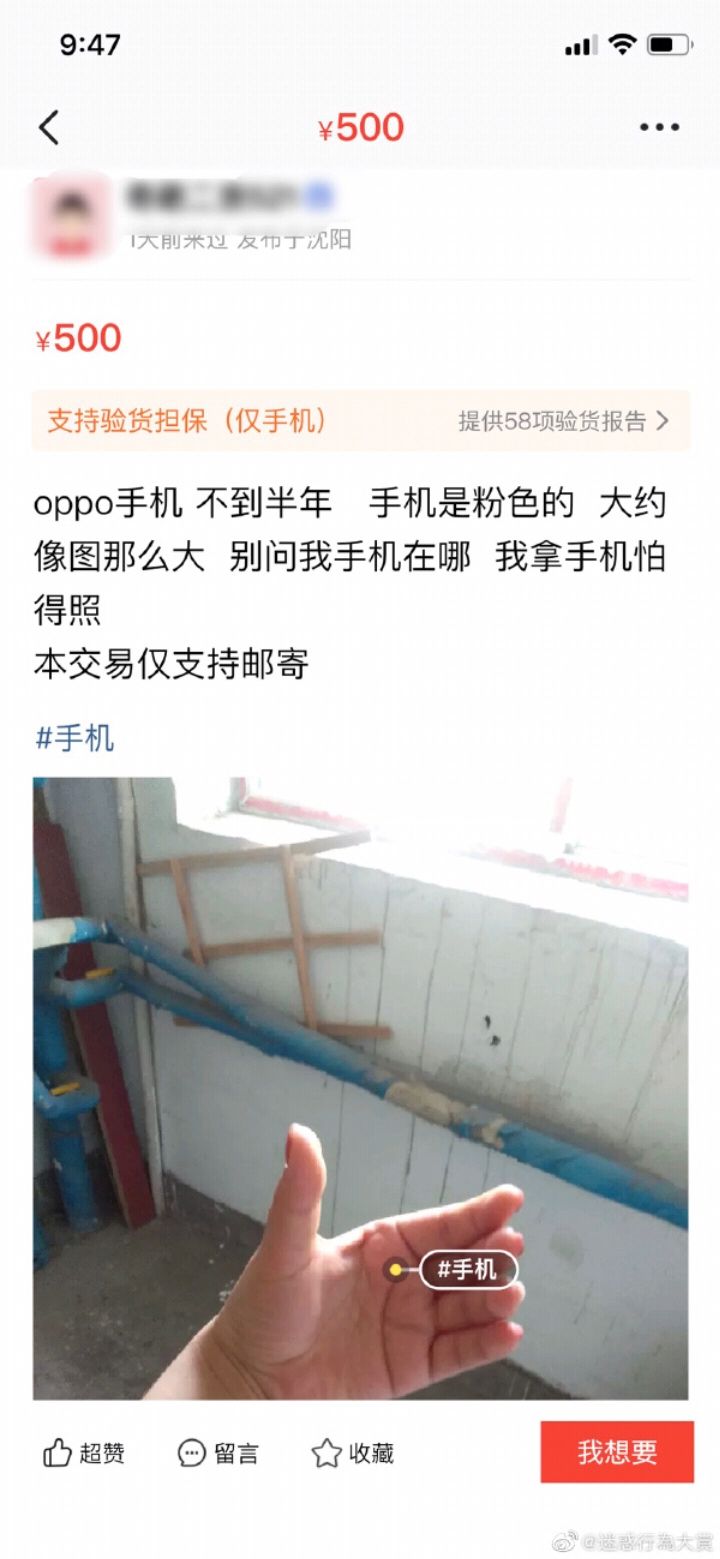 9:47
¥500
1天前来过 发布于沈阳
¥500
支持验货担保（仅手机） 提供58项验货报告
oppo手机 不到半年 手机是粉色的 大约
像图那么大 别问我手机在哪 我拿手机怕
得照
本交易仅支持邮寄
#手机
#手机
超赞 留言 收藏 我想要
@迷惑行为大赏